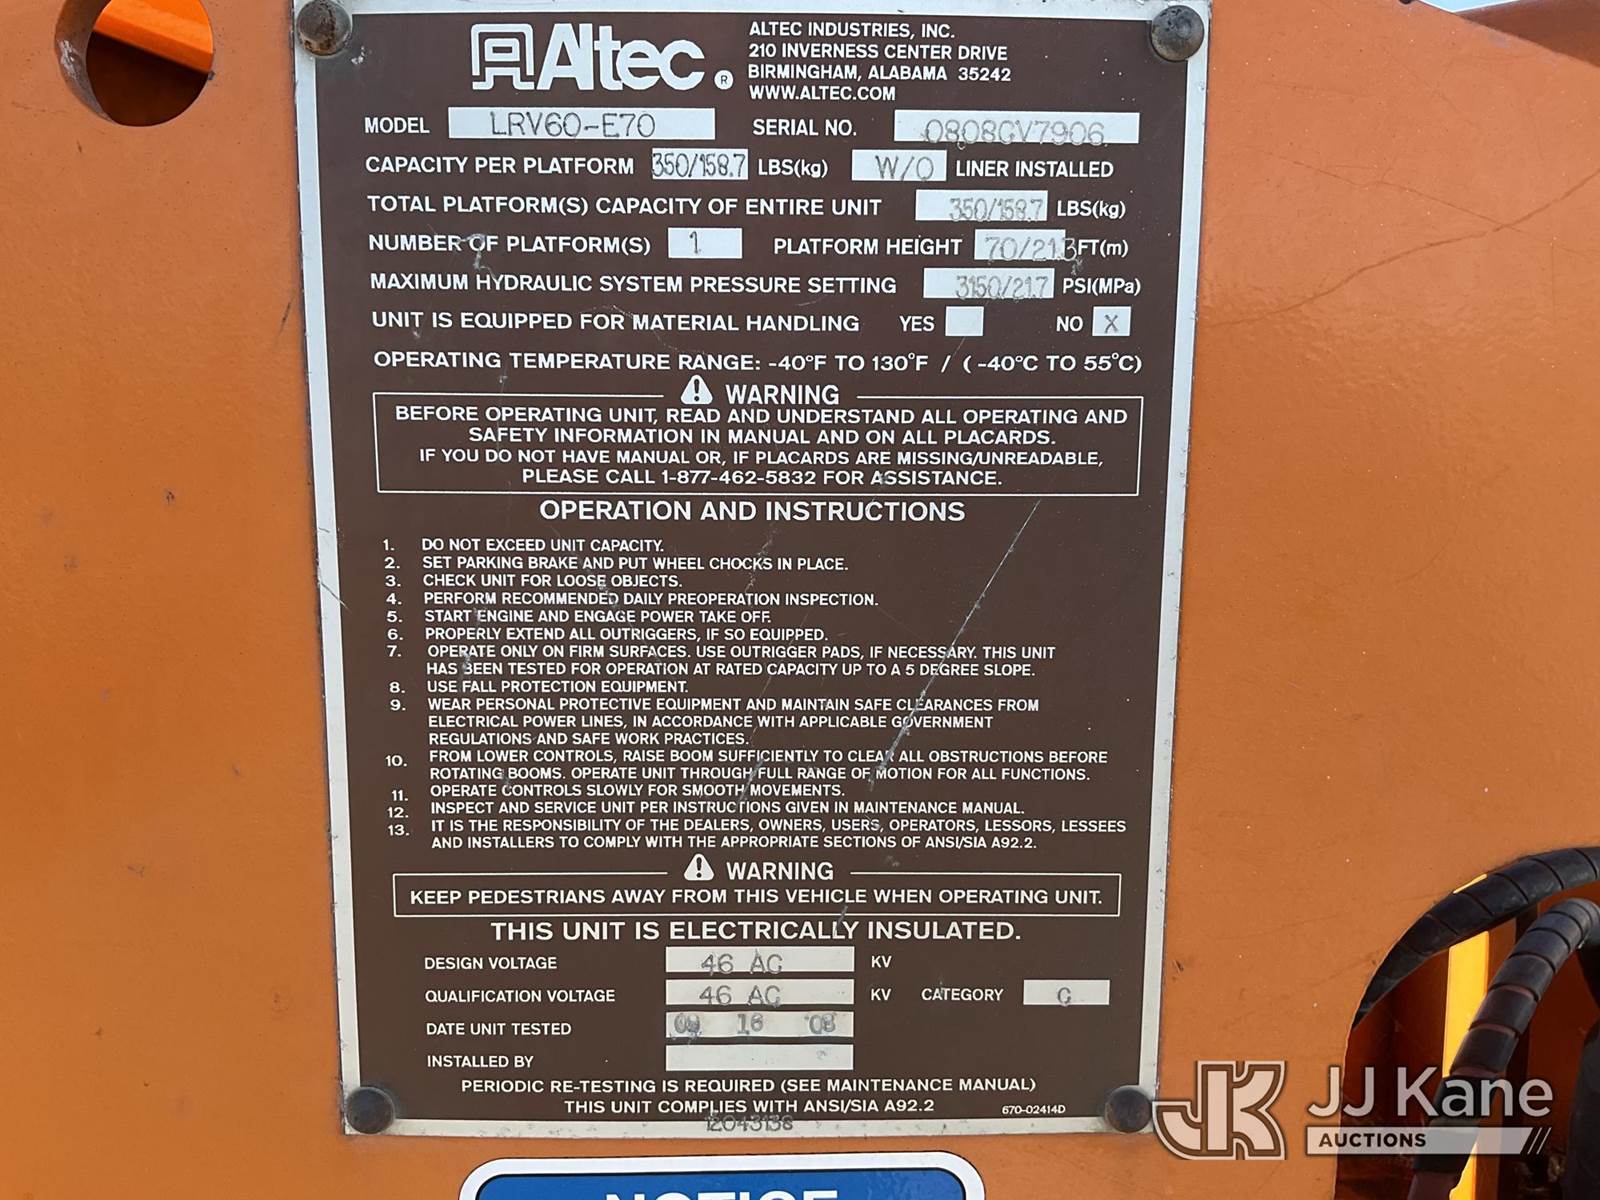 Altec®
ALTEC INDUSTRIES, INC.
210 INVERNESS CENTER DRIVE
BIRMINGHAM, ALABAMA 35242
WWW.ALTEC.COM
MODEL LRV60-E70 SERIAL NO. 0808GV7906
CAPACITY PER PLATFORM 350/158.7 LBS(kg) W/O LINER INSTALLED
TOTAL PLATFORM(S) CAPACITY OF ENTIRE UNIT 350/158.7 LBS(kg)
NUMBER OF PLATFORM(S) 1 PLATFORM HEIGHT 70/21.3 FT(m)
MAXIMUM HYDRAULIC SYSTEM PRESSURE SETTING 3150/21.7 PSI(MPa)
UNIT IS EQUIPPED FOR MATERIAL HANDLING YES NO X
OPERATING TEMPERATURE RANGE: -40°F TO 130°F / (-40°C TO 55°C)
WARNING
BEFORE OPERATING UNIT, READ AND UNDERSTAND ALL OPERATING AND
SAFETY INFORMATION IN MANUAL AND ON ALL PLACARDS.
IF YOU DO NOT HAVE MANUAL OR, IF PLACARDS ARE MISSING/UNREADABLE,
PLEASE CALL 1-877-462-5832 FOR ASSISTANCE.
OPERATION AND INSTRUCTIONS
1. DO NOT EXCEED UNIT CAPACITY.
2. SET PARKING BRAKE AND PUT WHEEL CHOCKS IN PLACE.
3. CHECK UNIT FOR LOOSE OBJECTS.
4. PERFORM RECOMMENDED DAILY PREOPERATION INSPECTION.
5. START ENGINE AND ENGAGE POWER TAKE OFF.
6. PROPERLY EXTEND ALL OUTRIGGERS, IF SO EQUIPPED.
7. OPERATE ONLY ON FIRM SURFACES. USE OUTRIGGER PADS, IF NECESSARY. THIS UNIT
HAS BEEN TESTED FOR OPERATION AT RATED CAPACITY UP TO A 5 DEGREE SLOPE.
8. USE FALL PROTECTION EQUIPMENT.
9. WEAR PERSONAL PROTECTIVE EQUIPMENT AND MAINTAIN SAFE CLEARANCES FROM
ELECTRICAL POWER LINES, IN ACCORDANCE WITH APPLICABLE GOVERNMENT
REGULATIONS AND SAFE WORK PRACTICES.
10. FROM LOWER CONTROLS, RAISE BOOM SUFFICIENTLY TO CLEAR ALL OBSTRUCTIONS BEFORE
ROTATING BOOMS. OPERATE UNIT THROUGH FULL RANGE OF MOTION FOR ALL FUNCTIONS.
11. OPERATE CONTROLS SLOWLY FOR SMOOTH MOVEMENTS.
12. INSPECT AND SERVICE UNIT PER INSTRUCTIONS GIVEN IN MAINTENANCE MANUAL.
13. IT IS THE RESPONSIBILITY OF THE DEALERS, OWNERS, USERS, OPERATORS, LESSORS, LESSEES
AND INSTALLERS TO COMPLY WITH THE APPROPRIATE SECTIONS OF ANSI/SIA A92.2.
WARNING
KEEP PEDESTRIANS AWAY FROM THIS VEHICLE WHEN OPERATING UNIT.
THIS UNIT IS ELECTRICALLY INSULATED.
DESIGN VOLTAGE 46 AC KV
QUALIFICATION VOLTAGE 46 AC KV CATEGORY C
DATE UNIT TESTED 16 08
INSTALLED BY
PERIODIC RE-TESTING IS REQUIRED (SEE MAINTENANCE MANUAL)
THIS UNIT COMPLIES WITH ANSI/SIA A92.2 670-02414D
12043138
NOTICE
JK JJ Kane
AUCTIONS